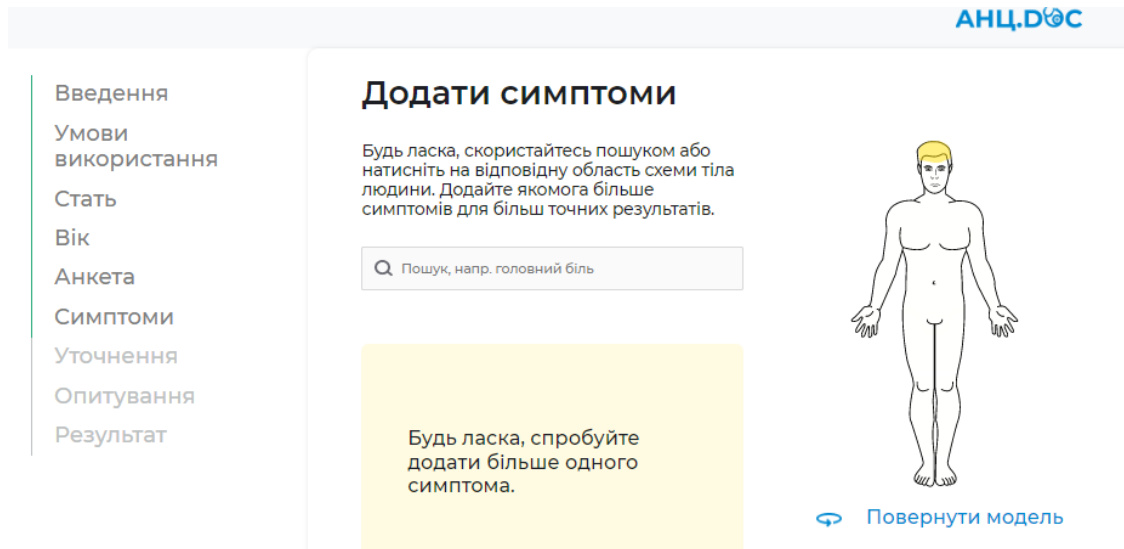 АНЦ.DOC
Введення
Умови
використання
Стать
Вік
Анкета
Симптоми
Уточнення
Опитування
Результат
Додати симптоми
Будь ласка, скористайтесь пошуком або
натисніть на відповідну область схеми тіла
людини. Додайте якомога більше
симптомів для більш точних результатів.
Пошук, напр. головний біль
Будь ласка, спробуйте
додати більше одного
симптома.
Повернути модель